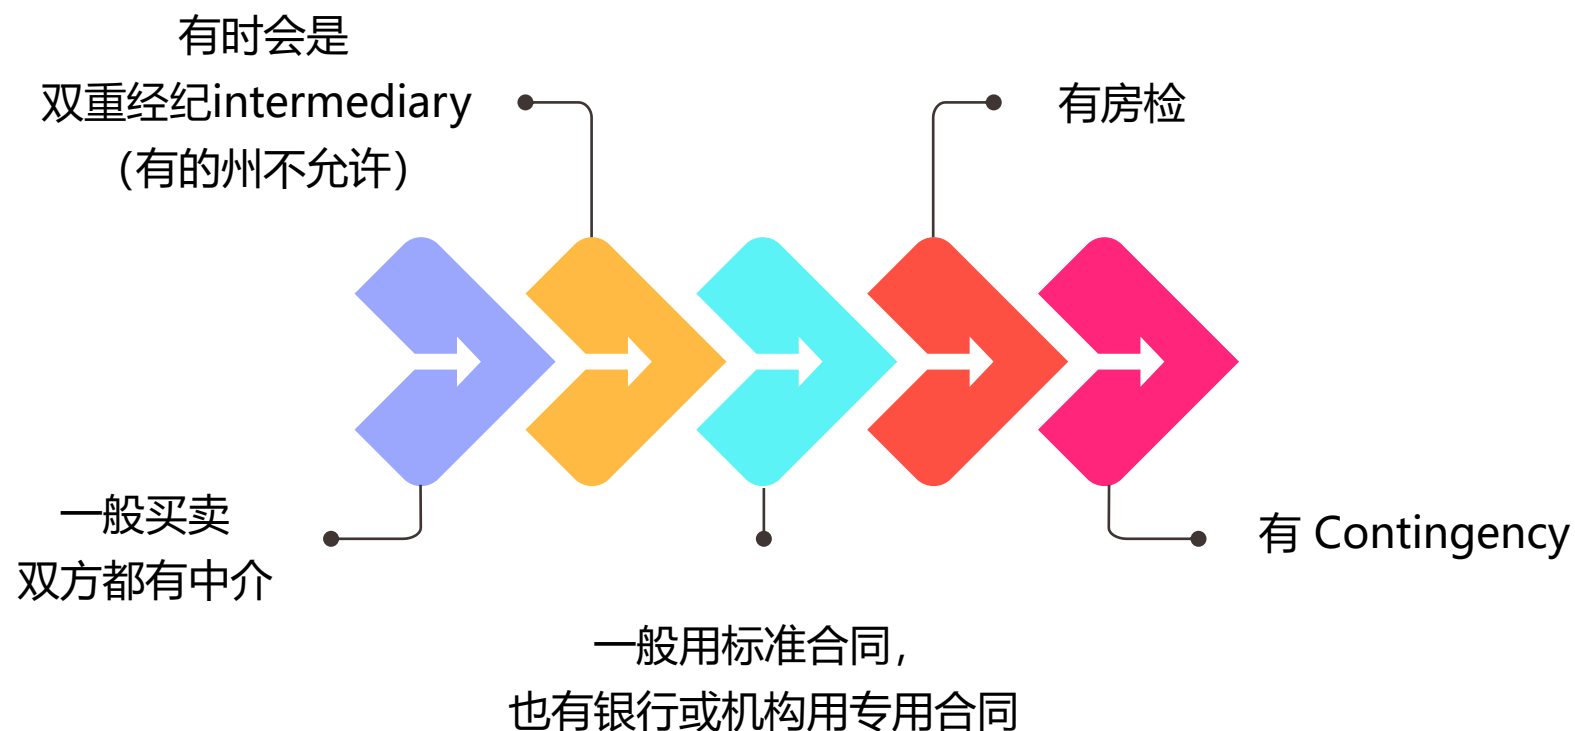 有时会是
双重经纪intermediary
（有的州不允许）
有房检
一般买卖
双方都有中介
有 Contingency
一般用标准合同，
也有银行或机构用专用合同